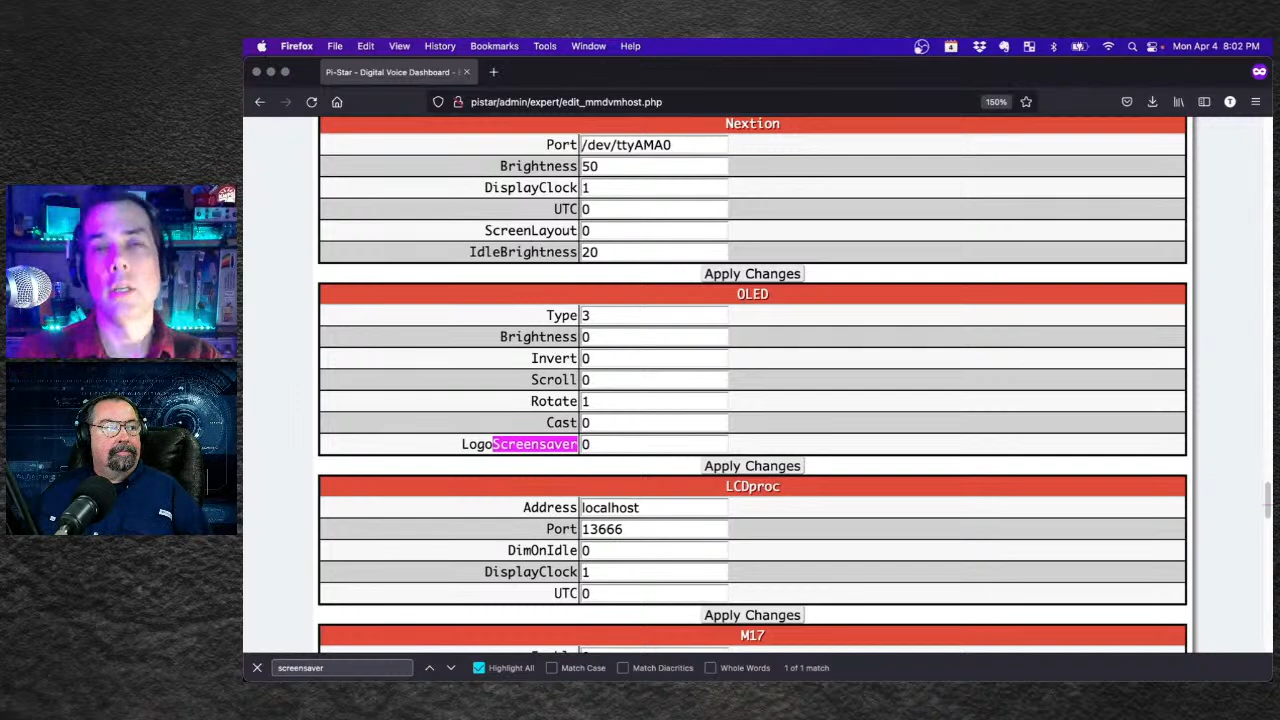 Firefox File Edit View History Bookmarks Tools Window Help Mon Apr 4 8:02 PM
Pi-Star - Digital Voice Dashboard -
pistar/admin/expert/edit_mmdvmhost.php 150%
Nextion
Port /dev/ttyAMA0
Brightness 50
DisplayClock 1
UTC 0
ScreenLayout 0
IdleBrightness 20
Apply Changes
OLED
Type 3
Brightness 0
Invert 0
Scroll 0
Rotate 1
Cast 0
LogoScreensaver 0
Apply Changes
LCDproc
Address localhost
Port 13666
DimOnIdle 0
DisplayClock 1
UTC 0
Apply Changes
M17
screensaver Highlight All Match Case Match Diacritics Whole Words 1 of 1 match